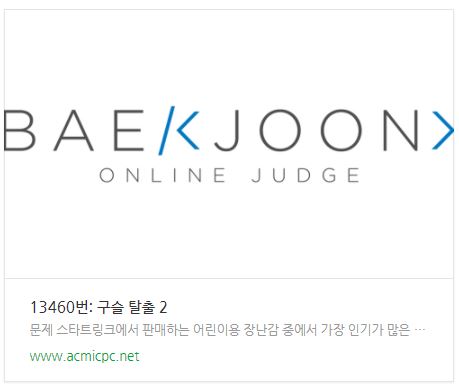 BAEKJOON
ONLINE JUDGE
13460번: 구슬 탈출 2
문제 스타트링크에서 판매하는 어린이용 장난감 중에서 가장 인기가 많은 …
www.acmicpc.net